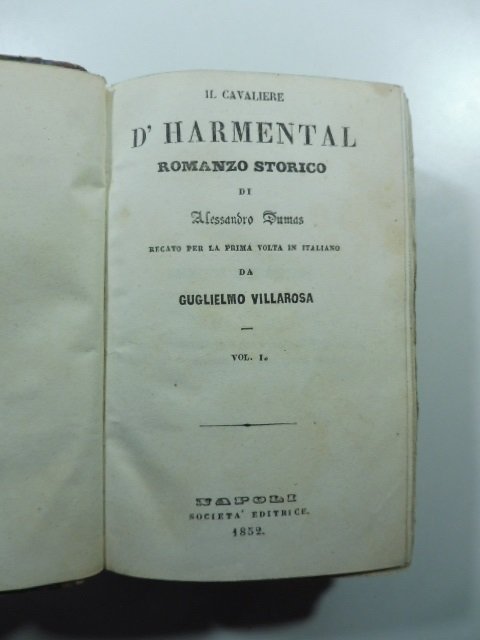 IL CAVALIERE
D' HARMENTAL
ROMANZO STORICO
DI
Alessandro Dumas
RECATO PER LA PRIMA VOLTA IN ITALIANO
DA
GUGLIELMO VILLAROSA
VOL. I.
NAPOLI
SOCIETA' EDITRICE.
1852.